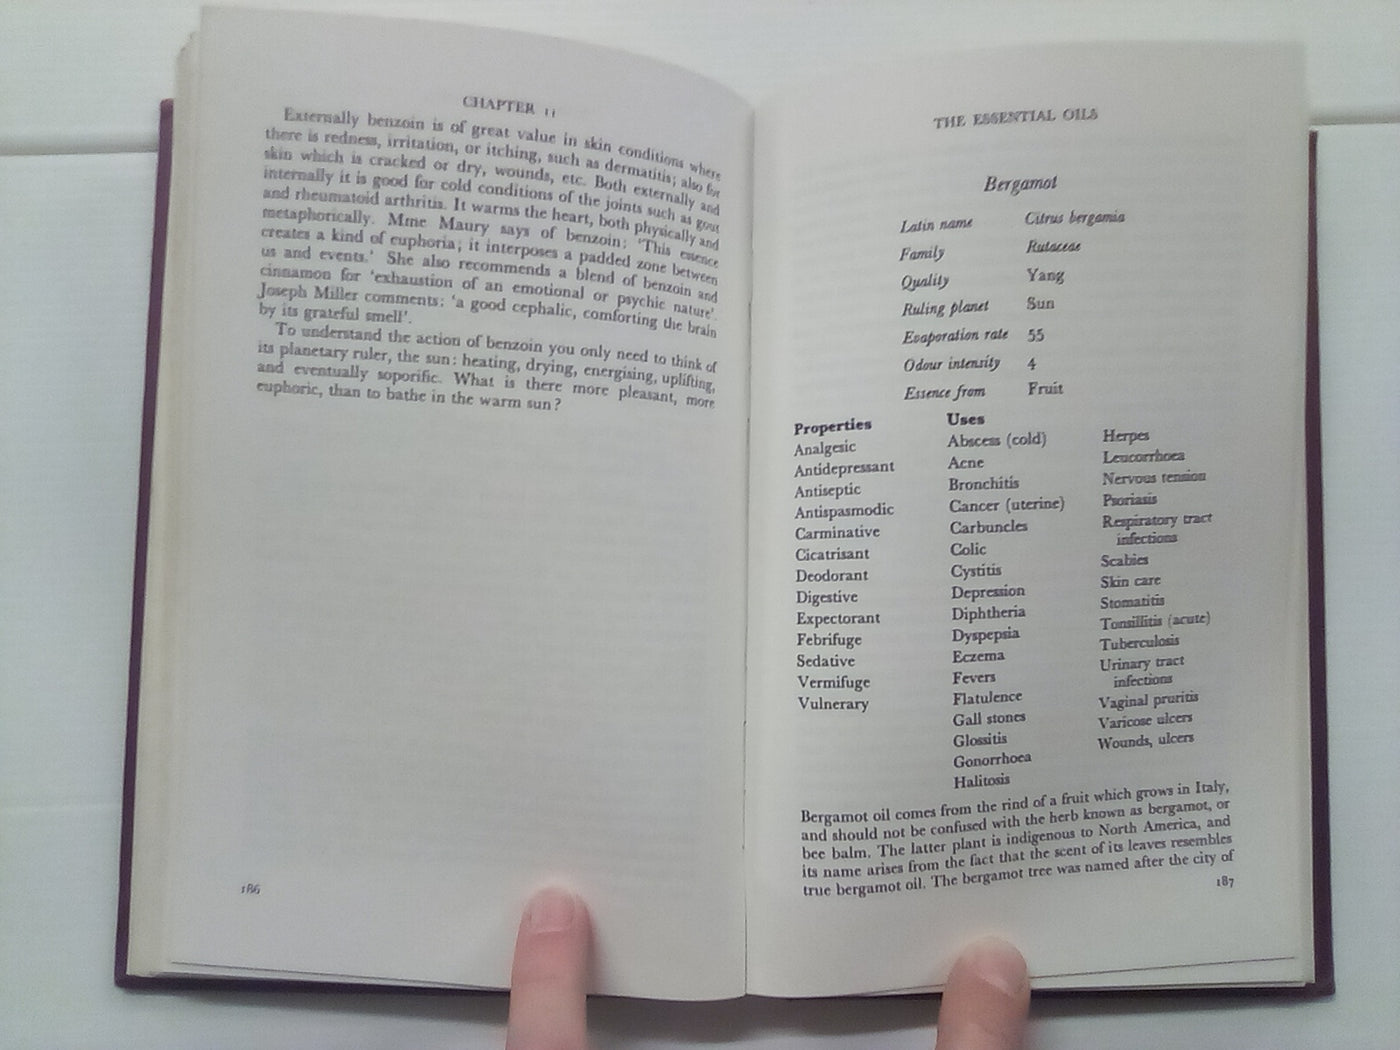 CHAPTER 11
Externally benzoin is of great value in skin conditions where
there is redness, irritation, or itching, such as dermatitis; also for
skin which is cracked or dry, wounds, etc. Both externally and
internally it is good for cold conditions of the joints such as gout
and rheumatoid arthritis. It warms the heart, both physically and
metaphorically. Mme Maury says of benzoin; 'This essence
creates a kind of euphoria; it interposes a padded zone between
us and events.' She also recommends a blend of benzoin and
cinnamon for 'exhaustion of an emotional or psychic nature'.
Joseph Miller comments: 'a good cephalic, comforting the brain
by its grateful smell'.
To understand the action of benzoin you only need to think of
its planetary ruler, the sun: heating, drying, energising, uplifting,
and eventually soporific. What is there more pleasant, more
euphoric, than to bathe in the warm sun?
186
THE ESSENTIAL OILS
Bergamot
Latin name Citrus bergamia
Family Rutaceae
Quality Yang
Ruling planet Sun
Evaporation rate 55
Odour intensity 4
Essence from Fruit
Properties
Analgesic
Antidepressant
Antiseptic
Antispasmodic
Carminative
Cicatrisant
Deodorant
Digestive
Expectorant
Febrifuge
Sedative
Vermifuge
Vulnerary
Uses
Abscess (cold)
Acne
Bronchitis
Cancer (uterine)
Carbuncles
Colic
Cystitis
Depression
Diphtheria
Dyspepsia
Eczema
Fevers
Flatulence
Gall stones
Glossitis
Gonorrhoea
Halitosis
Herpes
Leucorrhoea
Nervous tension
Psoriasis
Respiratory tract
infections
Scabies
Skin care
Stomatitis
Tonsillitis (acute)
Tuberculosis
Urinary tract
infections
Vaginal pruritis
Varicose ulcers
Wounds, ulcers
Bergamot oil comes from the rind of a fruit which grows in Italy,
and should not be confused with the herb known as bergamot, or
bee balm. The latter plant is indigenous to North America, and
its name arises from the fact that the scent of its leaves resembles
true bergamot oil. The bergamot tree was named after the city of
187